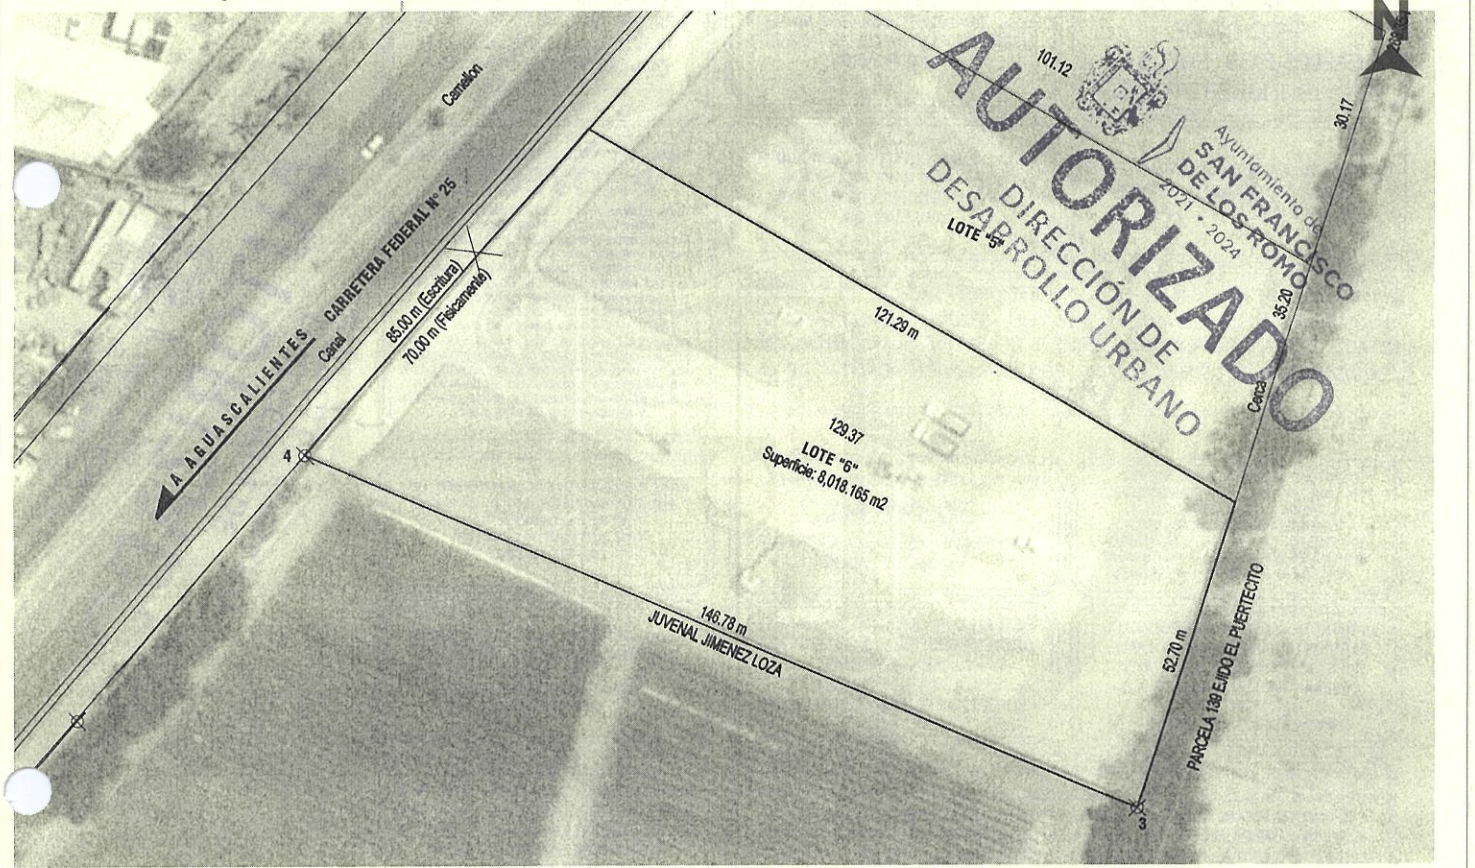 N
Camellon
101.12
30.17
AUTORIZADO
Ayuntamiento de
SAN FRANCISCO
DE LOS ROMO
2021 • 2024
DIRECCIÓN DE
DESARROLLO URBANO
LOTE "5"
CARRETERA FEDERAL Nº 25
A AGUASCALIENTES
Canal
85.00 m (Escritura)
70.00 m (Fisicamente)
121.29 m
35.20
Cerca
129.37
LOTE "6"
Superficie: 8,018.165 m2
4
146.78 m
JUVENAL JIMENEZ LOZA
52.70 m
PARCELA 139 EJIDO EL PUERTECITO
3